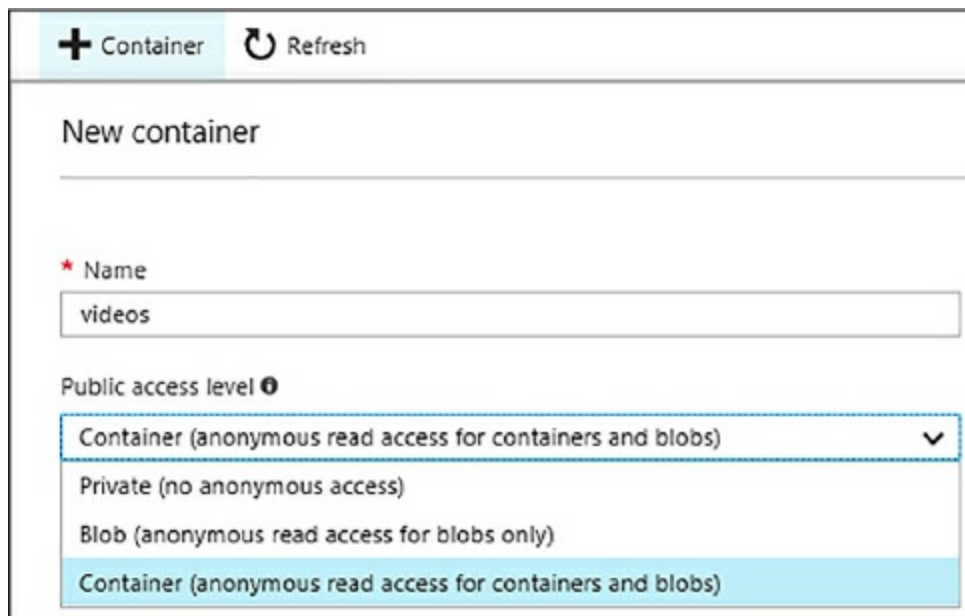 + Container Refresh
New container
* Name
videos
Public access level
Container (anonymous read access for containers and blobs)
Private (no anonymous access)
Blob (anonymous read access for blobs only)
Container (anonymous read access for containers and blobs)